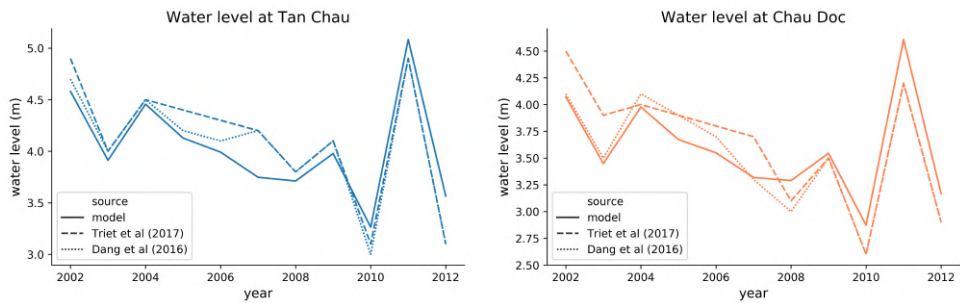 Water level at Tan Chau
water level (m)
5.0
4.5
4.0
3.5
3.0
source
model
Triet et al (2017)
Dang et al (2016)
2002 2004 2006 2008 2010 2012
year
Water level at Chau Doc
water level (m)
4.50
4.25
4.00
3.75
3.50
3.25
3.00
2.75
2.50
source
model
Triet et al (2017)
Dang et al (2016)
2002 2004 2006 2008 2010 2012
year